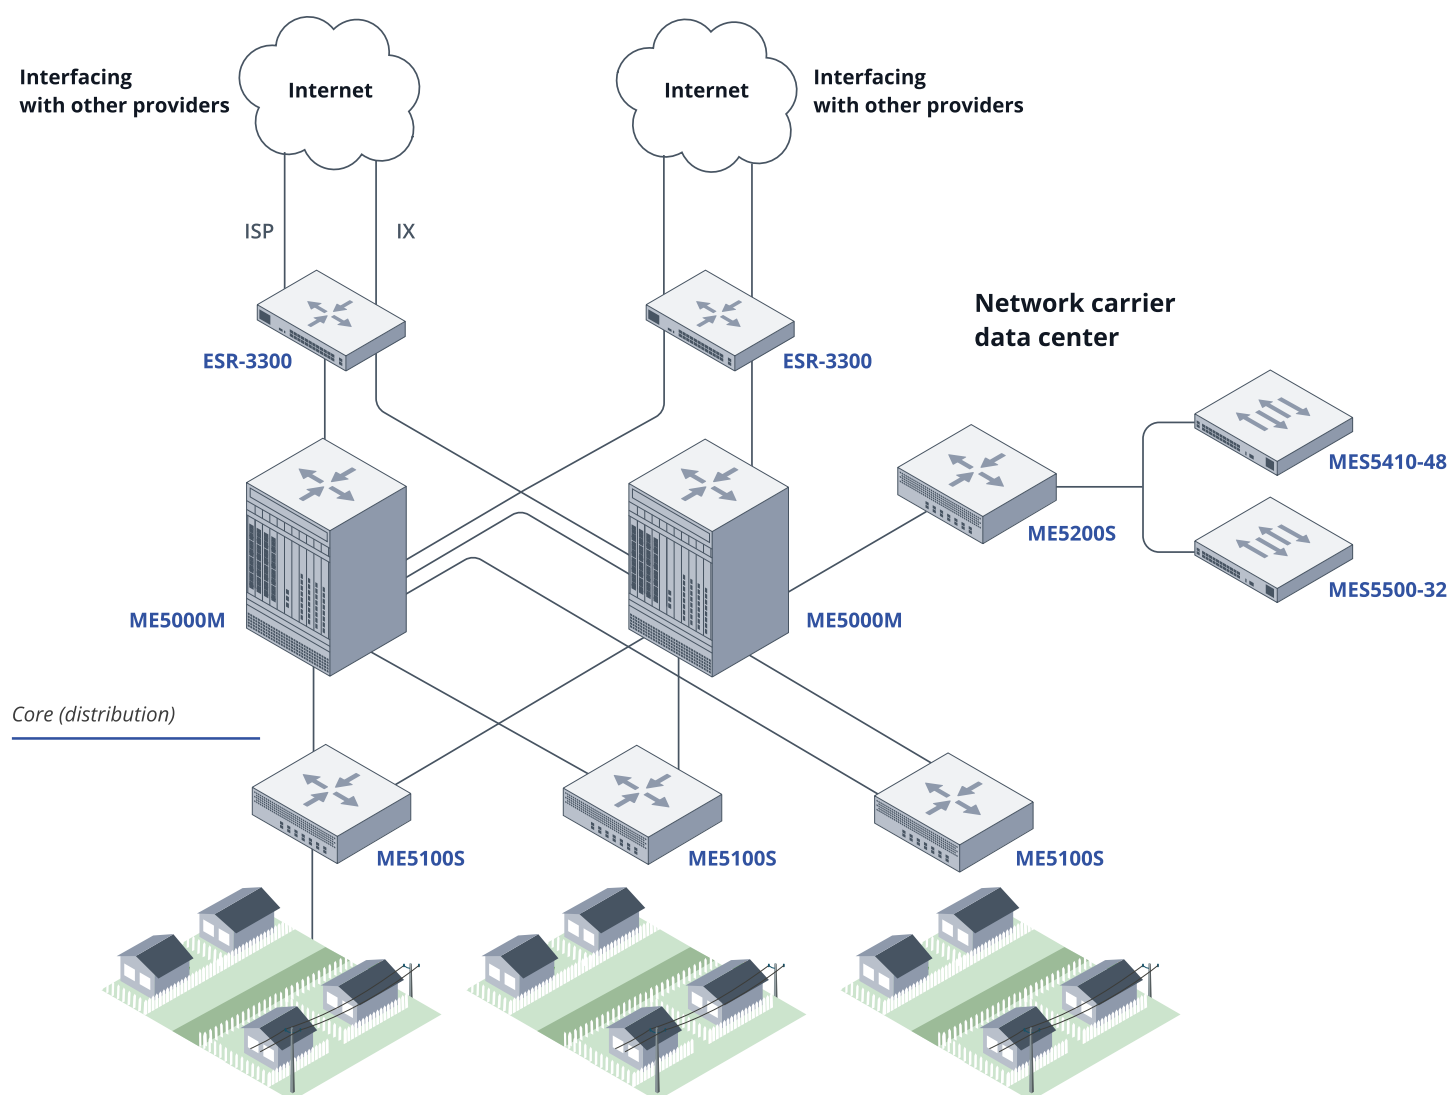 Interfacing
with other providers
Internet
Internet
Interfacing
with other providers
ISP
IX
Network carrier
data center
ESR-3300
ESR-3300
MES5410-48
ME5200S
MES5500-32
ME5000M
ME5000M
Core (distribution)
ME5100S
ME5100S
ME5100S